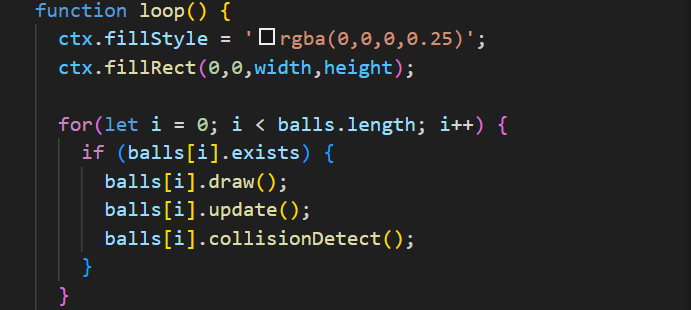 function loop() {
ctx.fillStyle = 'rgba(0,0,0,0.25)';
ctx.fillRect(0,0,width,height);
for(let i = 0; i < balls.length; i++) {
if (balls[i].exists) {
balls[i].draw();
balls[i].update();
balls[i].collisionDetect();
}
}